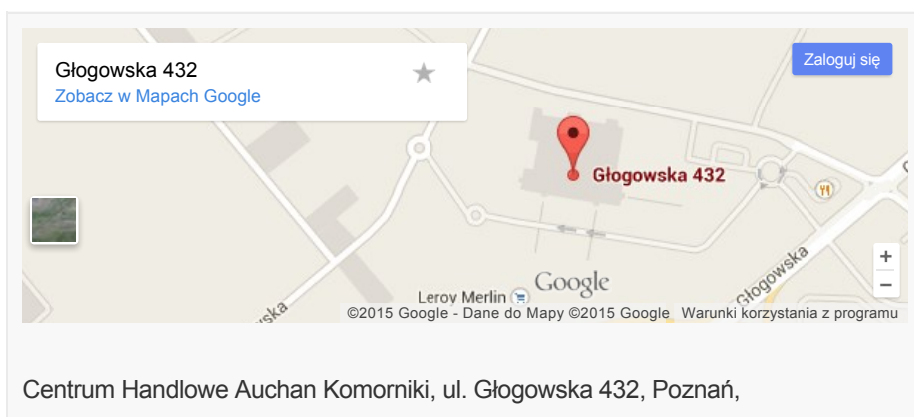 Głogowska 432
Zobacz w Mapach Google
Zaloguj się
Głogowska 432
Głogowska
+
−
Leroy Merlin
Google
ska
©2015 Google - Dane do Mapy ©2015 Google Warunki korzystania z programu
Centrum Handlowe Auchan Komorniki, ul. Głogowska 432, Poznań,